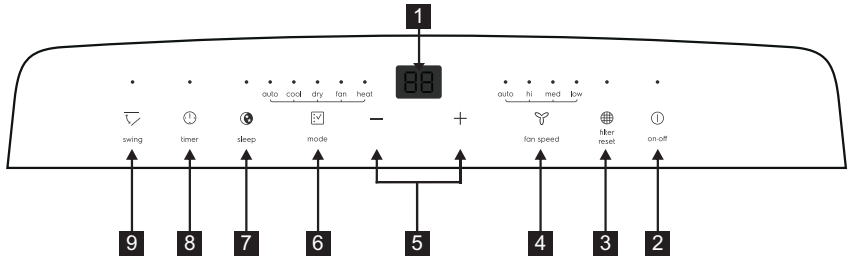 1
88
auto cool dry fan heat
auto hi med low
swing
timer
sleep
mode
fan speed
filter
reset
on-off
9 8 7 6 5 4 3 2